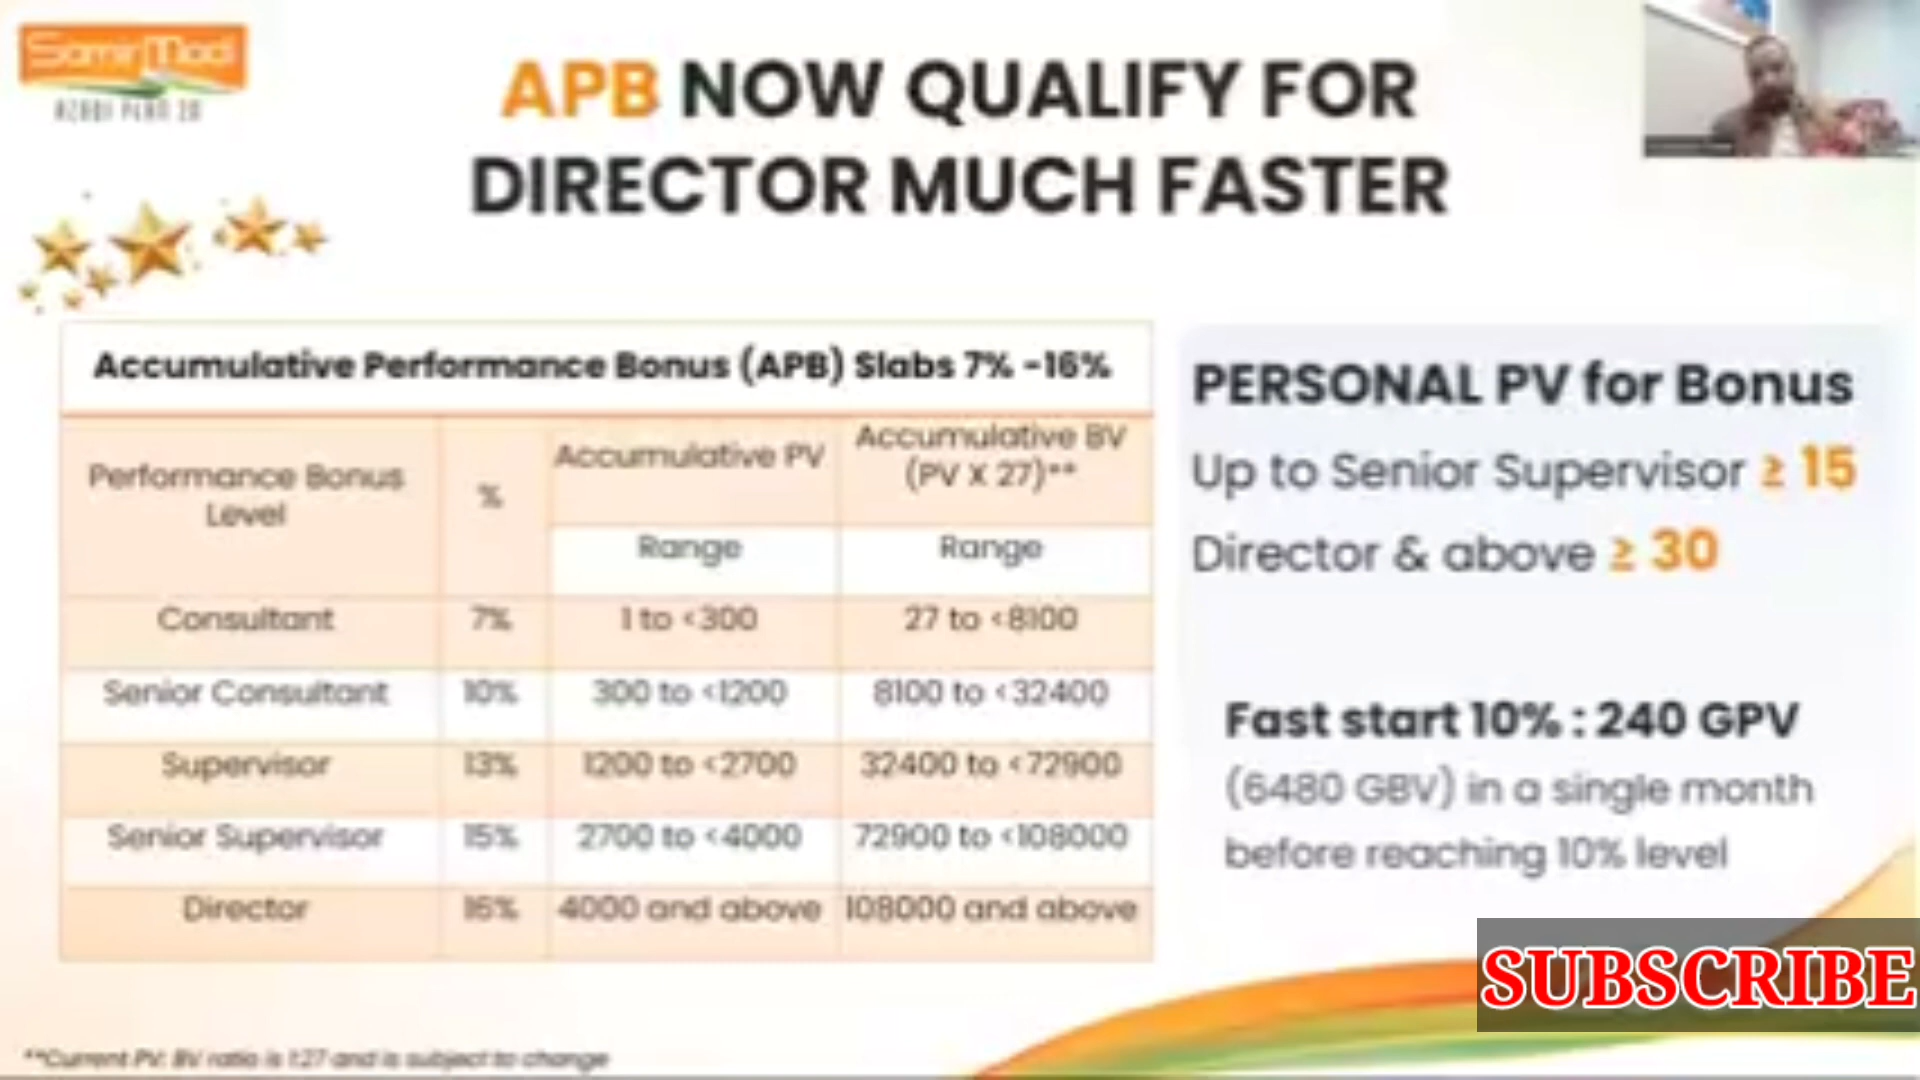 Samir Modi
AZADI PLAN 20
APB NOW QUALIFY FOR
DIRECTOR MUCH FASTER
Accumulative Performance Bonus (APB) Slabs 7% -16%
Performance Bonus
Level
%
Accumulative PV
Accumulative BV
(PV X 27)**
Range
Range
Consultant 7% 1 to <300 27 to <8100
Senior Consultant 10% 300 to <1200 8100 to <32400
Supervisor 13% 1200 to <2700 32400 to <72900
Senior Supervisor 15% 2700 to <4000 72900 to <108000
Director 16% 4000 and above 108000 and above
PERSONAL PV for Bonus
Up to Senior Supervisor ≥ 15
Director & above ≥ 30
Fast start 10% : 240 GPV
(6480 GBV) in a single month
before reaching 10% level
SUBSCRIBE
**Current PV: BV ratio is 1:27 and is subject to change